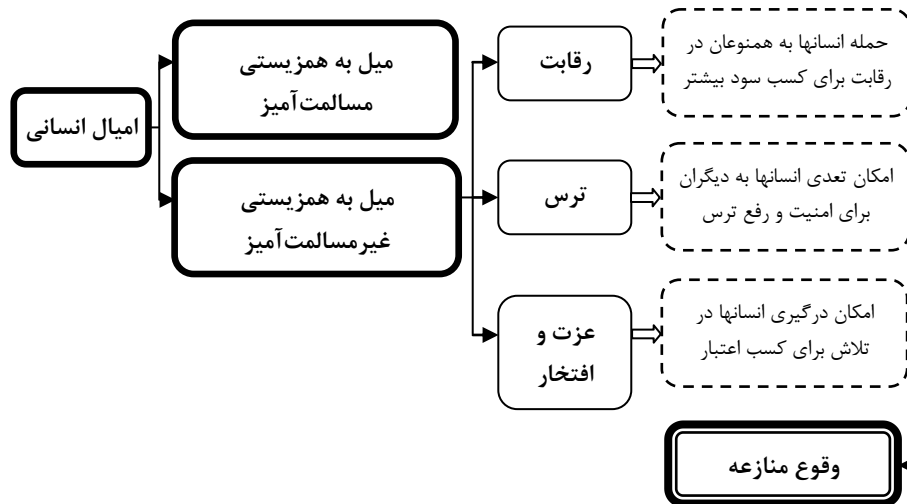 امیال انسانی
میل به همزیستی
مسالمت‌آمیز
میل به همزیستی
غیرمسالمت‌آمیز
رقابت
حمله انسانها به همنوعان در
رقابت برای کسب سود بیشتر
ترس
امکان تعدی انسانها به دیگران
برای امنیت و رفع ترس
عزت و
افتخار
امکان درگیری انسانها در
تلاش برای کسب اعتبار
وقوع منازعه